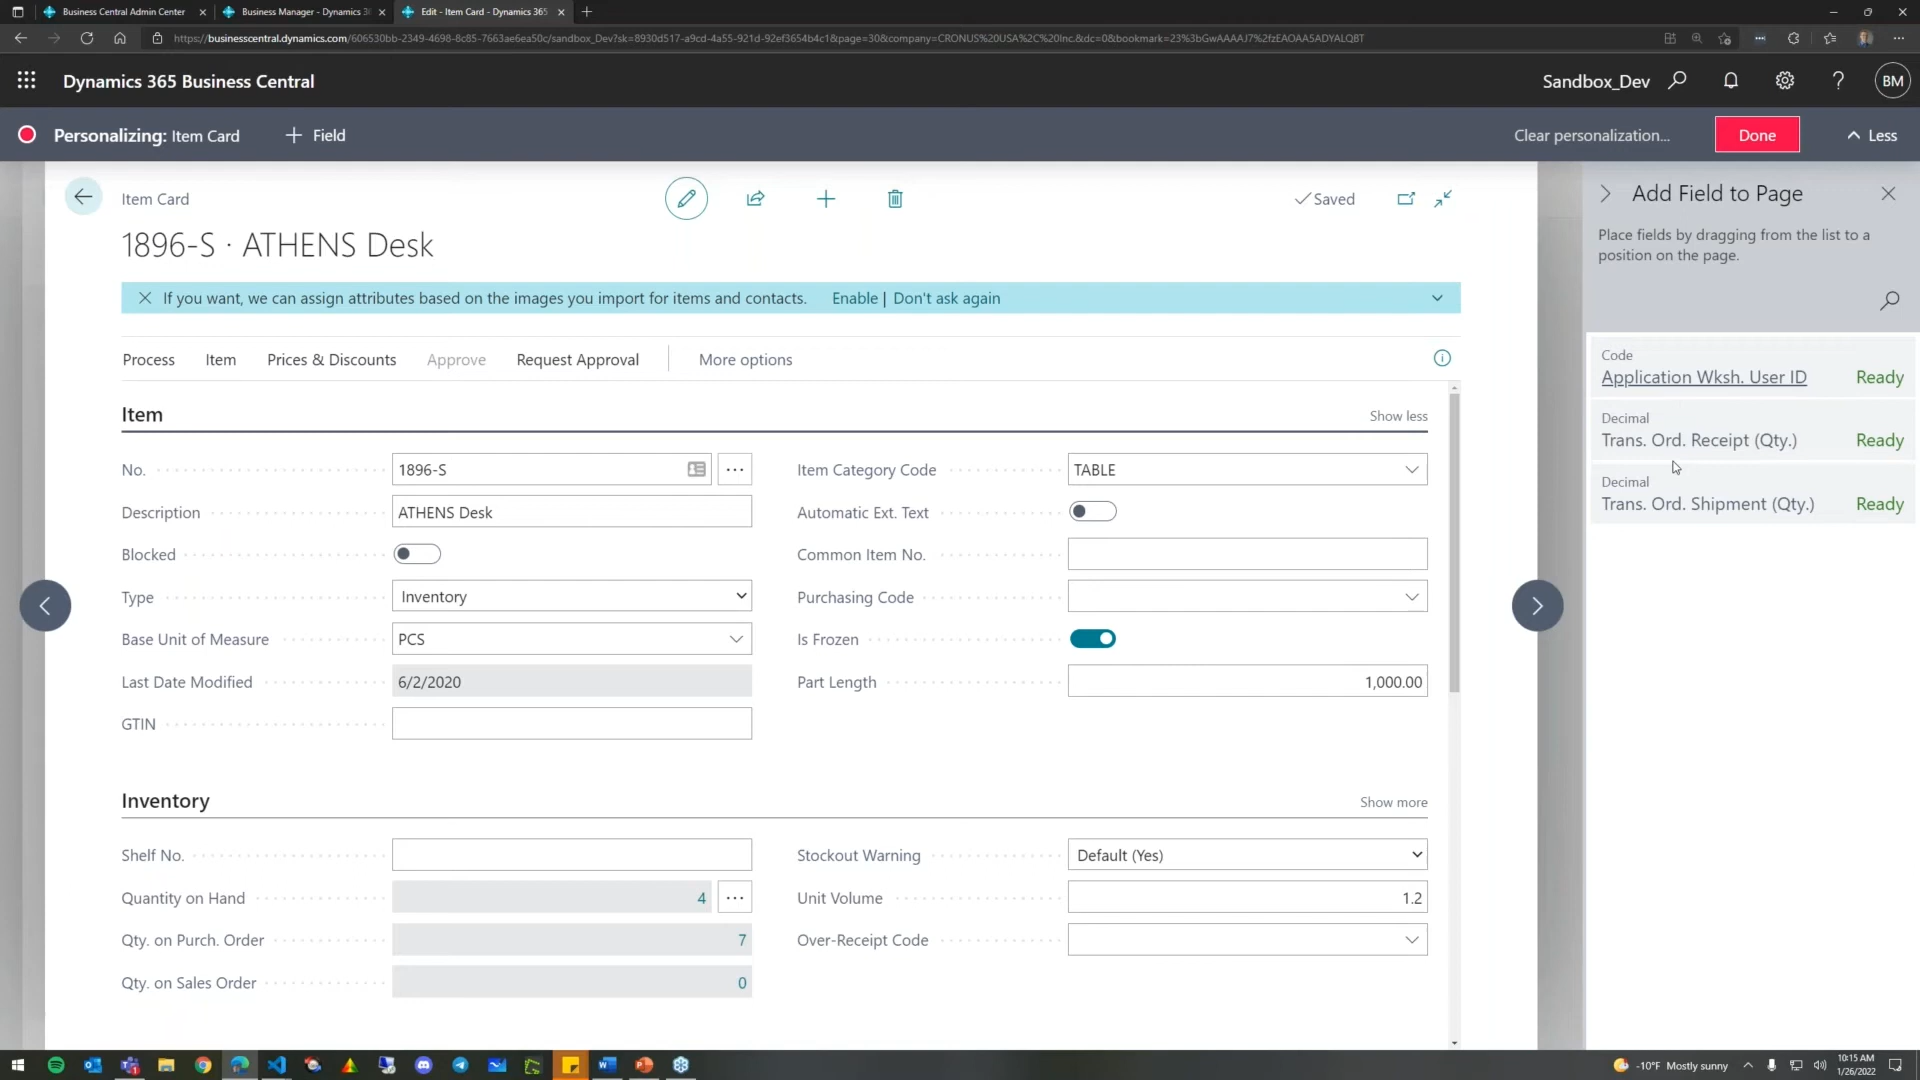 Business Central Admin Center
Business Manager - Dynamics 36
Edit - Item Card - Dynamics 365
Dynamics 365 Business Central
Sandbox_Dev
BM
Personalizing: Item Card
+ Field
Clear personalization...
Done
Less
Item Card
Saved
1896-S · ATHENS Desk
If you want, we can assign attributes based on the images you import for items and contacts. Enable | Don't ask again
Process Item Prices & Discounts Approve Request Approval More options
Item
Show less
No. 1896-S
Description ATHENS Desk
Blocked
Type Inventory
Base Unit of Measure PCS
Last Date Modified 6/2/2020
GTIN
Item Category Code TABLE
Automatic Ext. Text
Common Item No.
Purchasing Code
Is Frozen
Part Length 1,000.00
Inventory
Show more
Shelf No.
Quantity on Hand 4
Qty. on Purch. Order 7
Qty. on Sales Order 0
Stockout Warning Default (Yes)
Unit Volume 1.2
Over-Receipt Code
Add Field to Page
Place fields by dragging from the list to a
position on the page.
Code
Application Wksh. User ID Ready
Decimal
Trans. Ord. Receipt (Qty.) Ready
Decimal
Trans. Ord. Shipment (Qty.) Ready
-10°F Mostly sunny
10:15 AM
1/26/2022